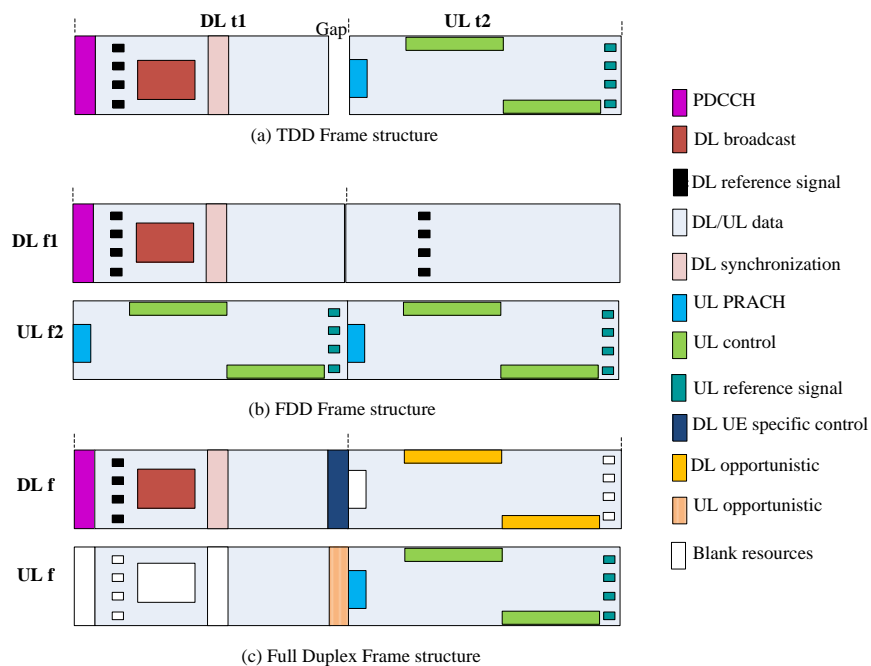 DL t1
UL t2
Gap
(a) TDD Frame structure
DL f1
UL f2
(b) FDD Frame structure
DL f
UL f
(c) Full Duplex Frame structure
PDCCH
DL broadcast
DL reference signal
DL/UL data
DL synchronization
UL PRACH
UL control
UL reference signal
DL UE specific control
DL opportunistic
UL opportunistic
Blank resources